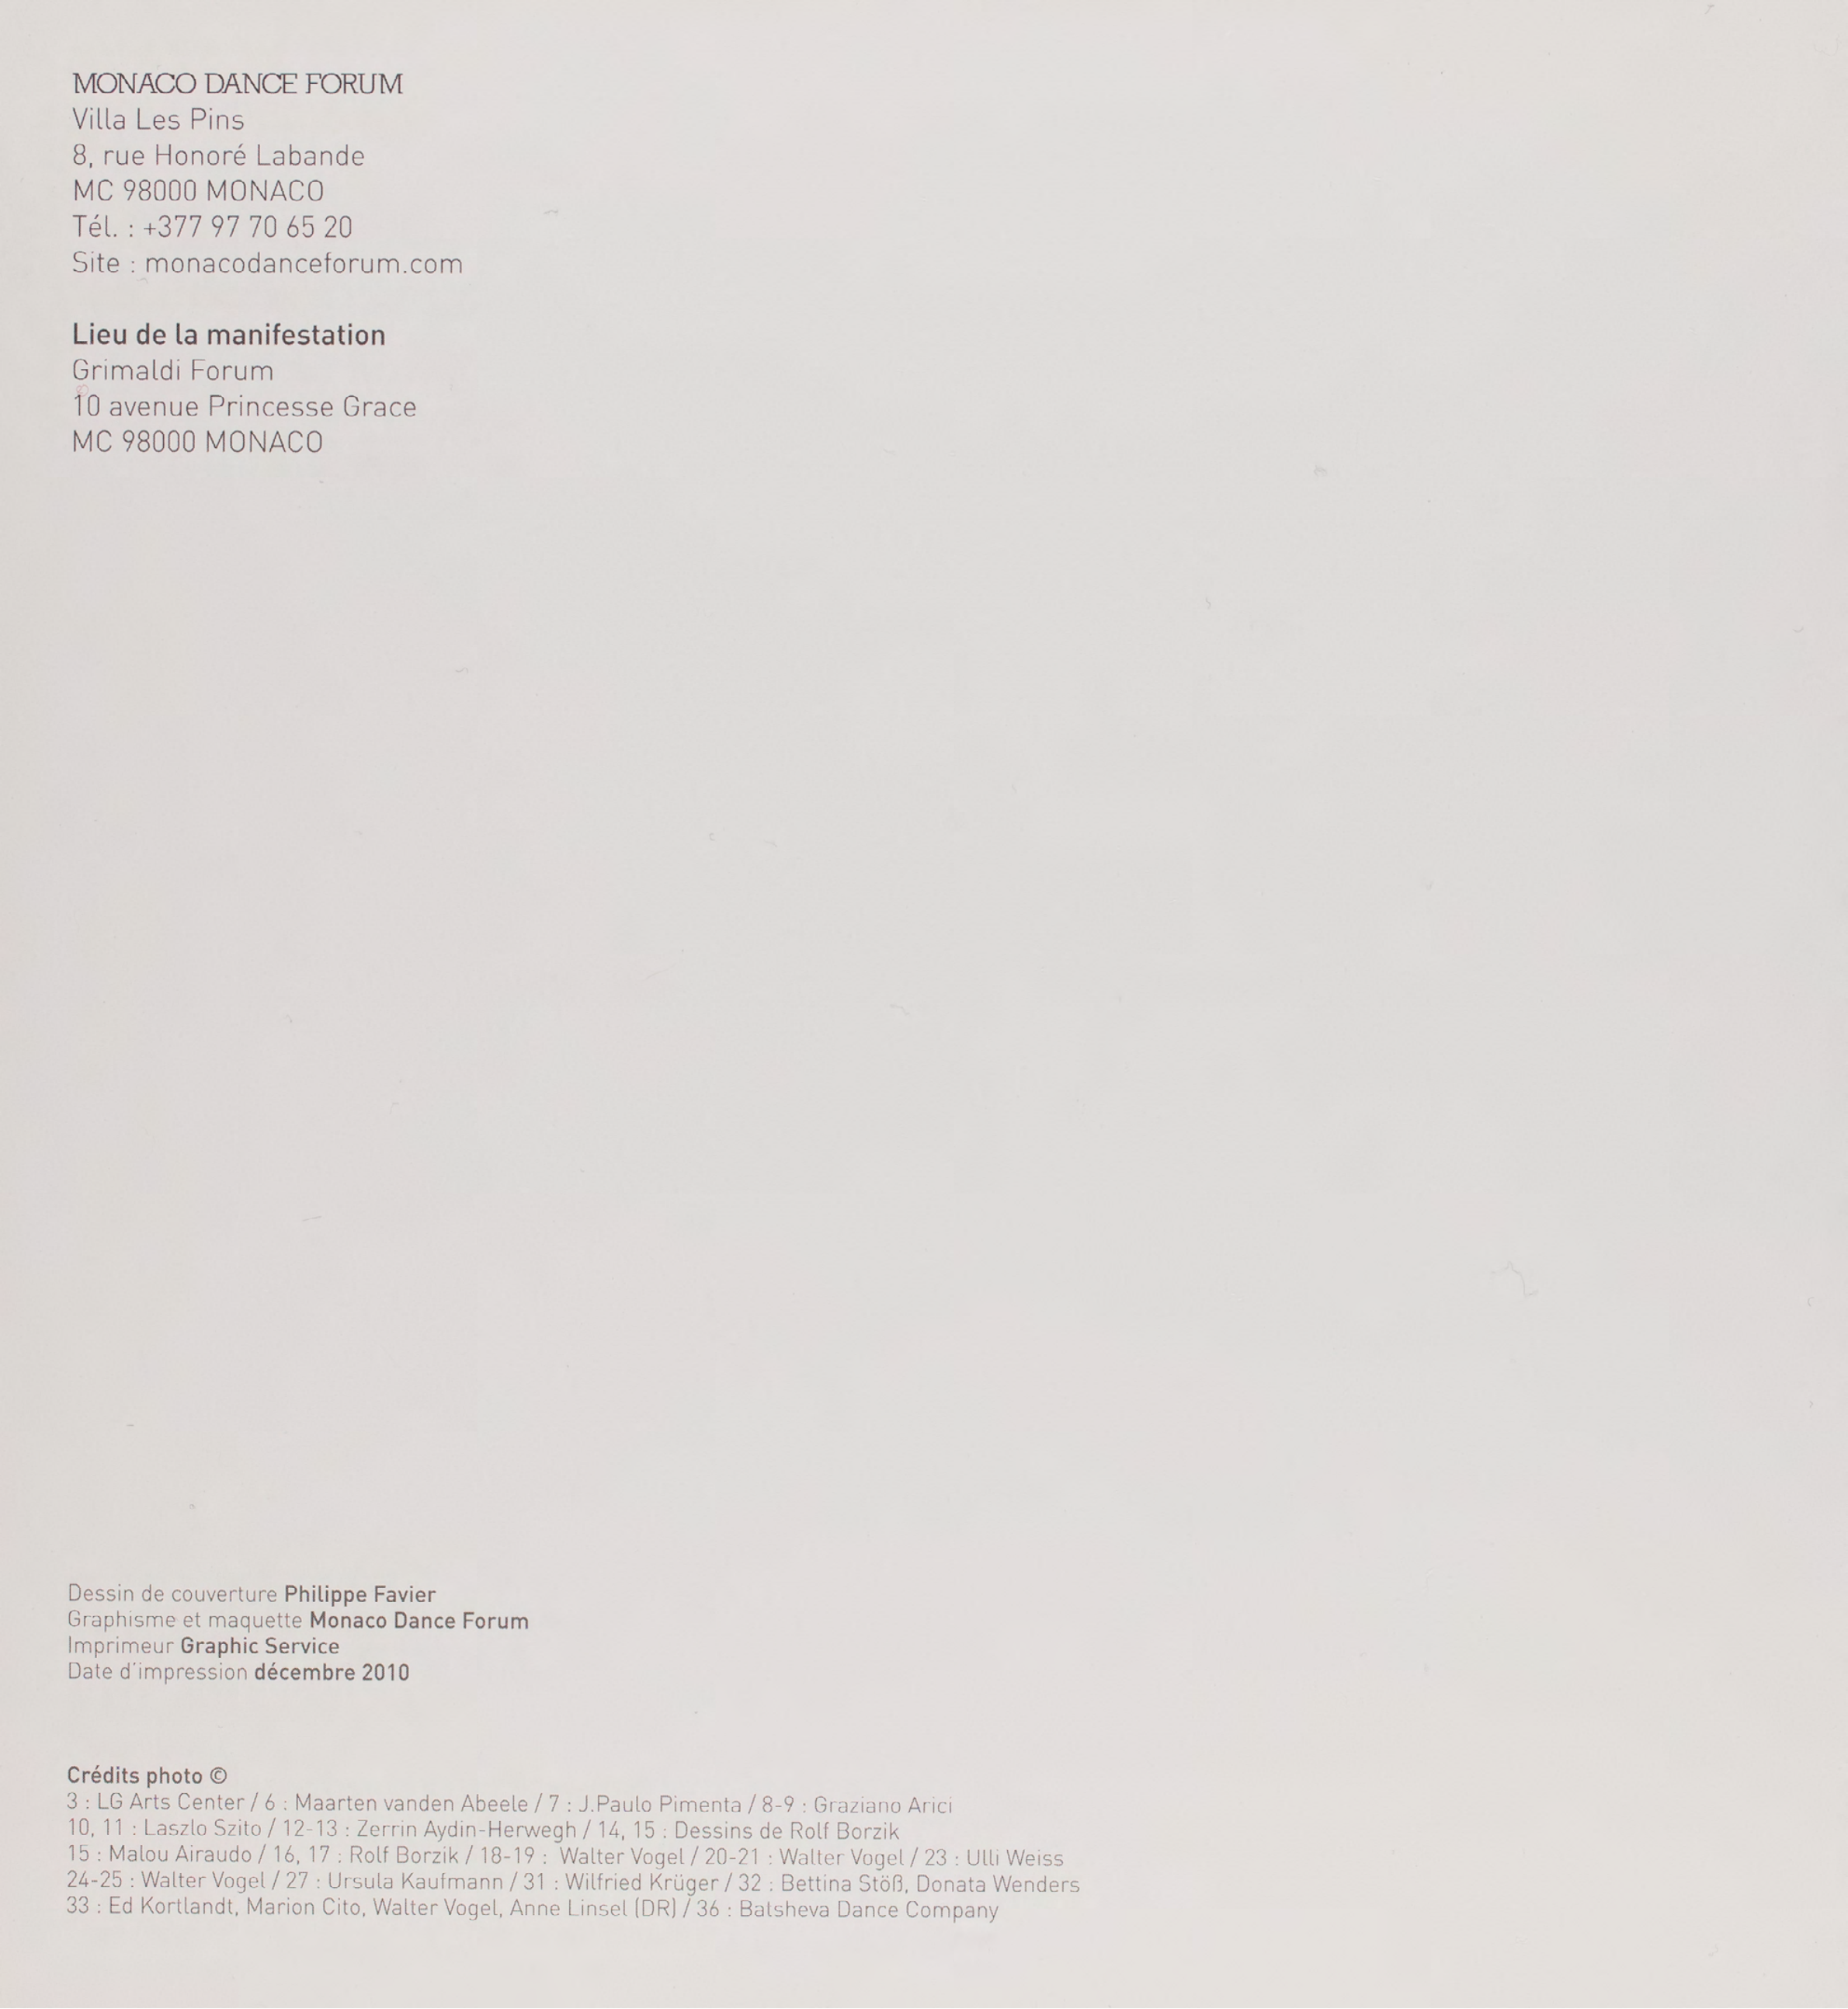 MONACO DANCE FORUM
Villa Les Pins
8, rue Honoré Labande
MC 98000 MONACO
Tél. : +377 97 70 65 20
Site : monacodanceforum.com
Lieu de la manifestation
Grimaldi Forum
10 avenue Princesse Grace
MC 98000 MONACO
Dessin de couverture Philippe Favier
Graphisme et maquette Monaco Dance Forum
Imprimeur Graphic Service
Date d'impression décembre 2010
Crédits photo ©
3 : LG Arts Center / 6 : Maarten vanden Abeele / 7 : J.Paulo Pimenta / 8-9 : Graziano Arici
10, 11 : Laszlo Szito / 12-13 : Zerrin Aydin-Herwegh / 14, 15 : Dessins de Rolf Borzik
15 : Malou Airaudo / 16, 17 : Rolf Borzik / 18-19 : Walter Vogel / 20-21 : Walter Vogel / 23 : Ulli Weiss
24-25 : Walter Vogel / 27 : Ursula Kaufmann / 31 : Wilfried Krüger / 32 : Bettina Stöß, Donata Wenders
33 : Ed Kortlandt, Marion Cito, Walter Vogel, Anne Linsel (DR) / 36 : Batsheva Dance Company